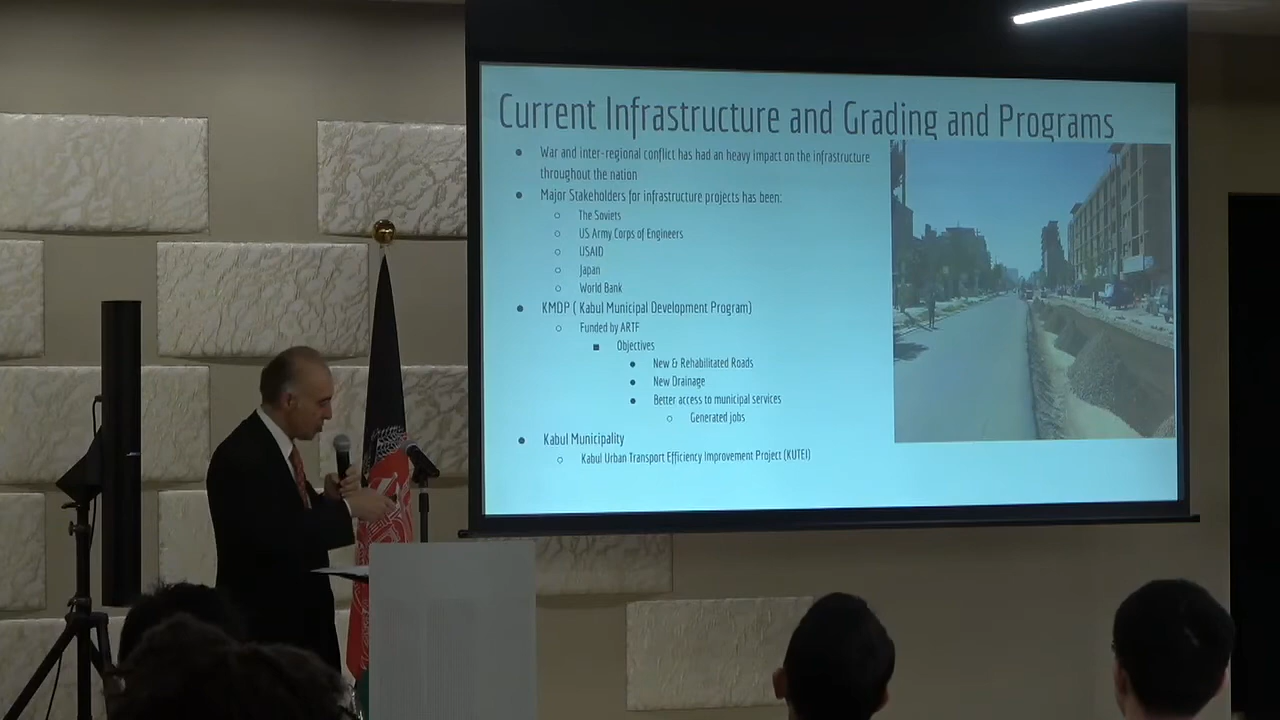 Current Infrastructure and Grading and Programs
● War and inter-regional conflict has had an heavy impact on the infrastructure
throughout the nation
● Major Stakeholders for infrastructure projects has been:
○ The Soviets
○ US Army Corps of Engineers
○ USAID
○ Japan
○ World Bank
● KMDP ( Kabul Municipal Development Program)
○ Funded by ARTF
■ Objectives
● New & Rehabilitated Roads
● New Drainage
● Better access to municipal services
○ Generated jobs
● Kabul Municipality
○ Kabul Urban Transport Efficiency Improvement Project (KUTEI)